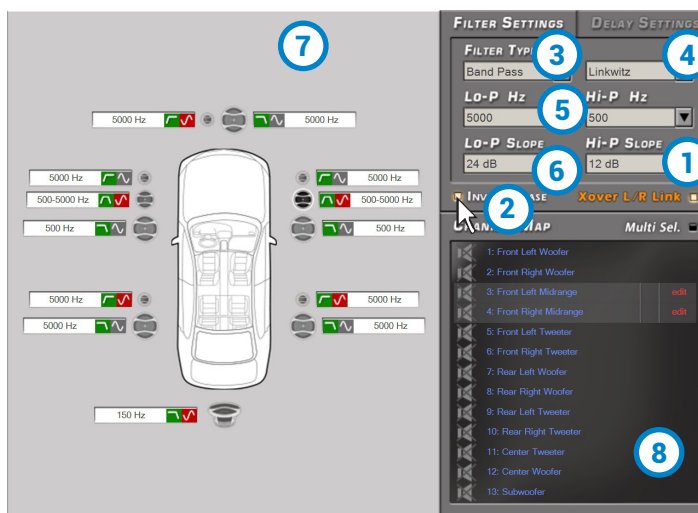 7
FILTER SETTINGS
DELAY SETTINGS
FILTER TYP
3
4
Band Pass
Linkwitz
LO-P HZ
HI-P HZ
5000
5
500
LO-P SLOPE
HI-P SLOPE
24 dB
6
12 dB
1
INV
2
ASE
Xover L/R Link
MAP
Multi Sel.
5000 Hz
5000 Hz
5000 Hz
5000 Hz
500-5000 Hz
500-5000 Hz
500 Hz
500 Hz
5000 Hz
5000 Hz
5000 Hz
5000 Hz
150 Hz
1: Front Left Woofer
2: Front Right Woofer
3: Front Left Midrange
edit
4: Front Right Midrange
edit
5: Front Left Tweeter
6: Front Right Tweeter
7: Rear Left Woofer
8: Rear Right Woofer
9: Rear Left Tweeter
10: Rear Right Tweeter
11: Center Tweeter
12: Center Woofer
13: Subwoofer
8